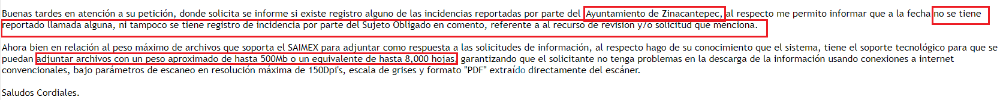 Buenas tardes en atención a su petición, donde solicita se informe si existe registro alguno de las incidencias reportadas por parte del Ayuntamiento de Zinacantepec, al respecto me permito informar que a la fecha no se tiene
reportado llamada alguna, ni tampoco se tiene registro de incidencia por parte del Sujeto Obligado en comento, referente a al recurso de revisión y/o solicitud que menciona.
Ahora bien en relación al peso máximo de archivos que soporta el SAIMEX para adjuntar como respuesta a las solicitudes de información, al respecto hago de su conocimiento que el sistema, tiene el soporte tecnológico para que se
puedan adjuntar archivos con un peso aproximado de hasta 500Mb o un equivalente de hasta 8,000 hojas, garantizando que el solicitante no tenga problemas en la descarga de la información usando conexiones a internet
convencionales, bajo parámetros de escaneo en resolución máxima de 150Dpi's, escala de grises y formato "PDF" extraído directamente del escáner.
Saludos Cordiales.